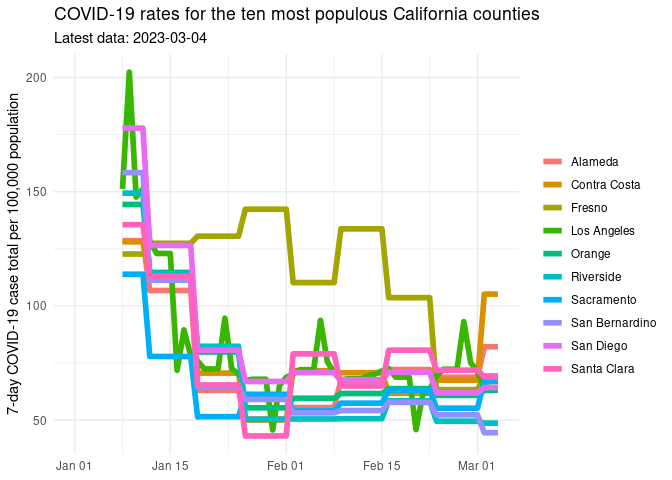 COVID-19 rates for the ten most populous California counties
Latest data: 2023-03-04
7-day COVID-19 case total per 100,000 population
200
150
100
50
Jan 01
Jan 15
Feb 01
Feb 15
Mar 01
Alameda
Contra Costa
Fresno
Los Angeles
Orange
Riverside
Sacramento
San Bernardino
San Diego
Santa Clara